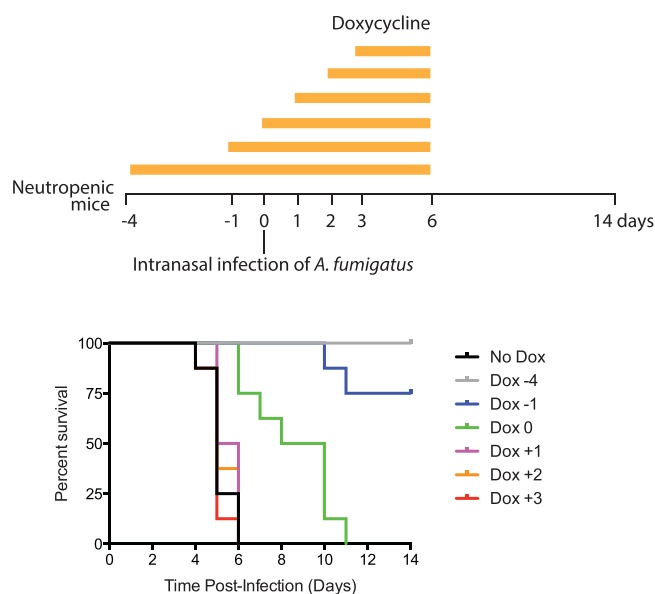 Doxycycline
Neutropenic
mice
-4 -1 0 1 2 3 6 14 days
Intranasal infection of A. fumigatus
100
75
50
25
0
Percent survival
0 2 4 6 8 10 12 14
Time Post-Infection (Days)
No Dox
Dox -4
Dox -1
Dox 0
Dox +1
Dox +2
Dox +3